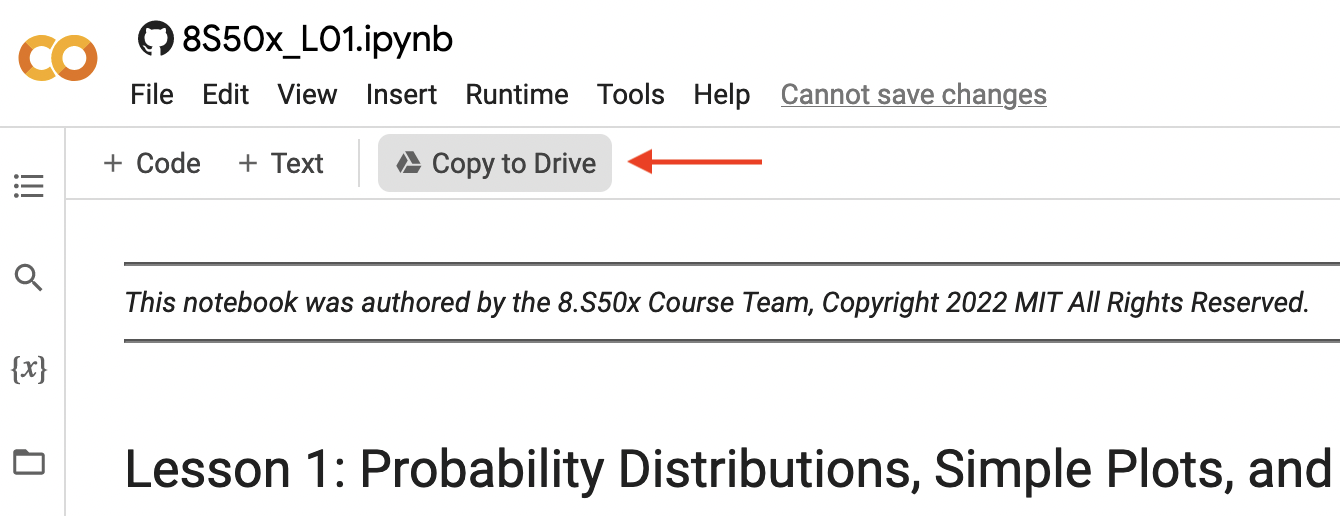 8S50x_L01.ipynb
File Edit View Insert Runtime Tools Help Cannot save changes
+ Code + Text Copy to Drive
This notebook was authored by the 8.S50x Course Team, Copyright 2022 MIT All Rights Reserved.
{x}
Lesson 1: Probability Distributions, Simple Plots, and